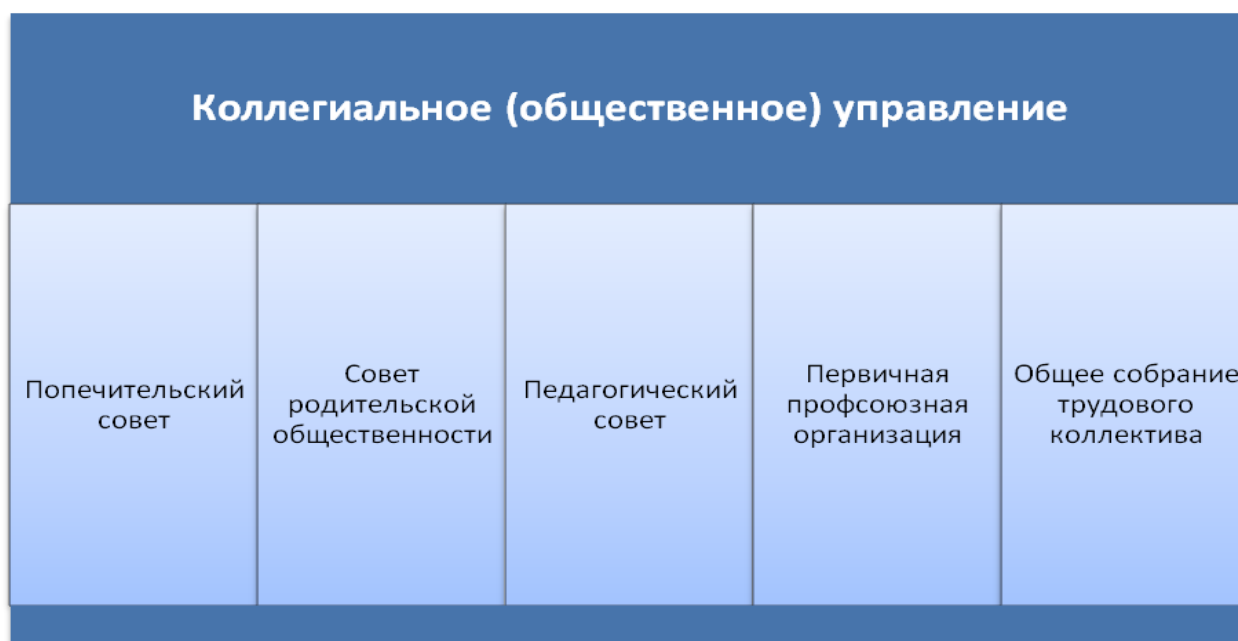 Коллегиальное (общественное) управление
Попечительский
совет
Совет
родительской
общественности
Педагогический
совет
Первичная
профсоюзная
организация
Общее собрание
трудового
коллектива